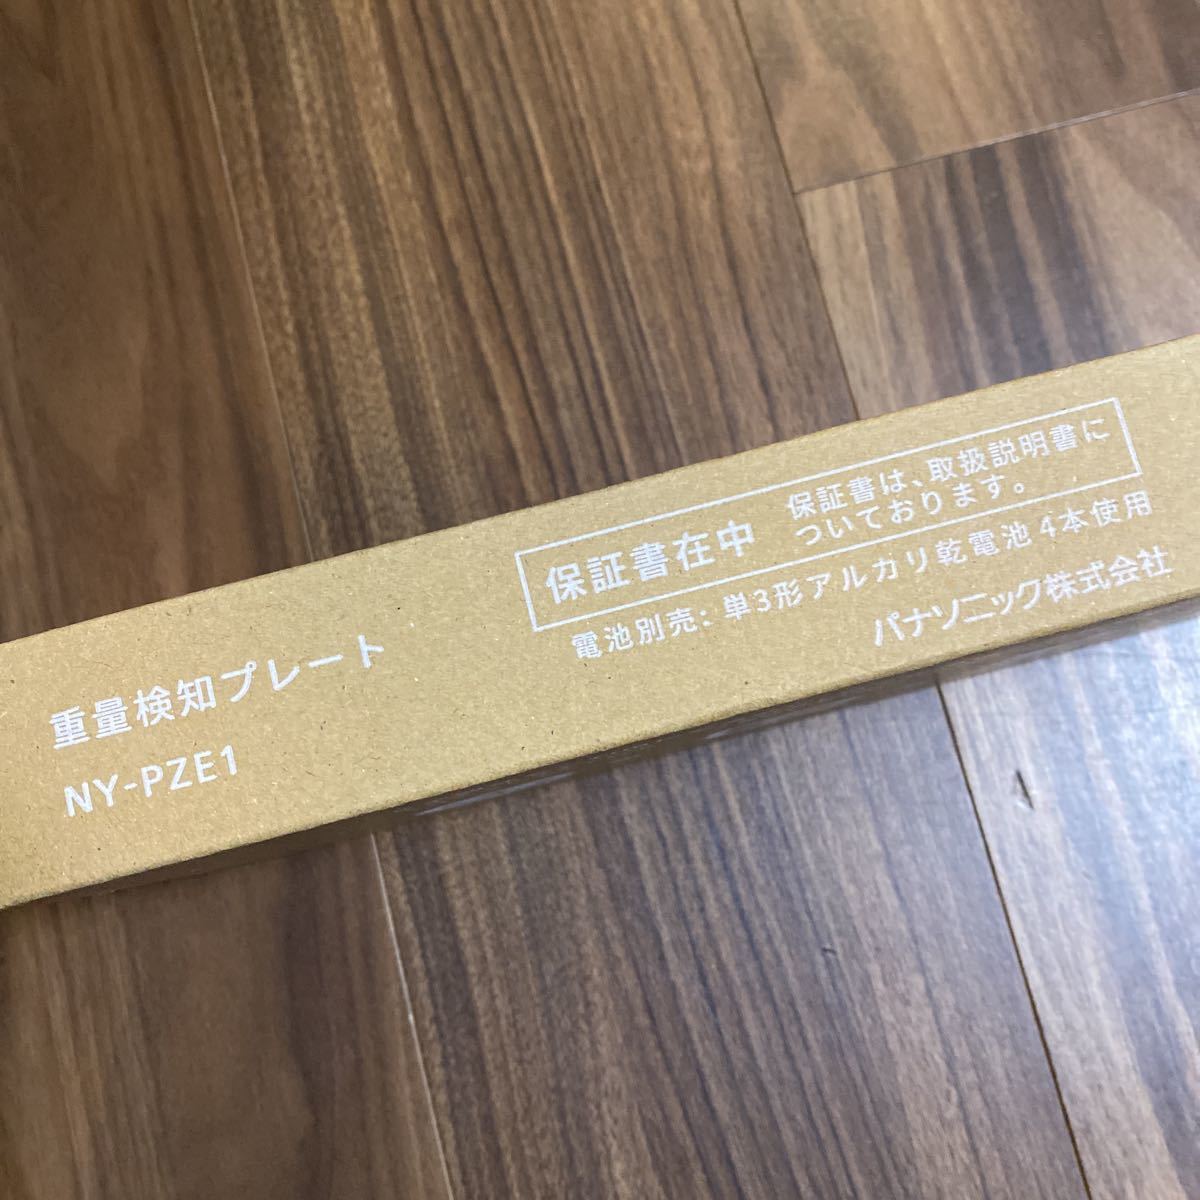 重量検知プレート
NY-PZE1
保証書在中
保証書は、取扱説明書に
ついております。
電池別売: 単3形アルカリ乾電池 4本使用
パナソニック株式会社